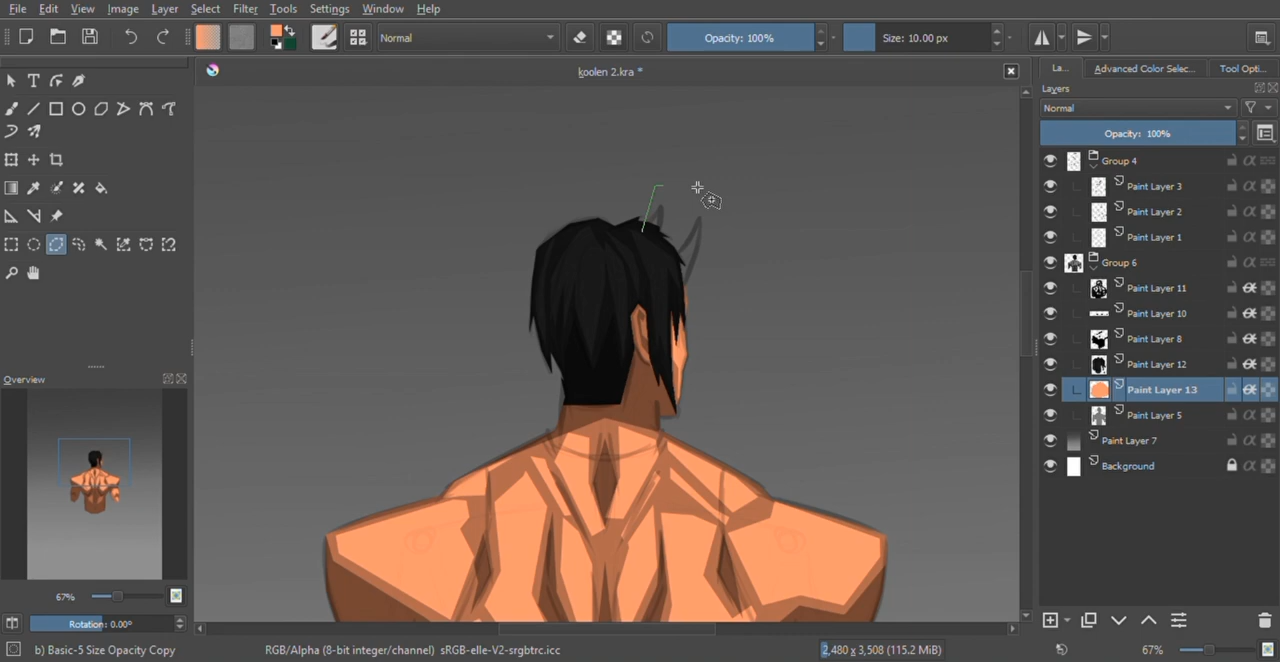 File Edit View Image Layer Select Filter Tools Settings Window Help
Normal Opacity: 100% Size: 10.00 px
koolen 2.kra *
La... Advanced Color Selec... Tool Opti...
Layers
Normal
Opacity: 100%
Group 4
Paint Layer 3
Paint Layer 2
Paint Layer 1
Group 6
Paint Layer 11
Paint Layer 10
Paint Layer 8
Paint Layer 12
Paint Layer 13
Paint Layer 5
Paint Layer 7
Background
Overview
67%
Rotation: 0.00°
b) Basic-5 Size Opacity Copy RGB/Alpha (8-bit integer/channel) sRGB-elle-V2-srgbtrc.icc 2,480 x 3,508 (115.2 MiB) 67%